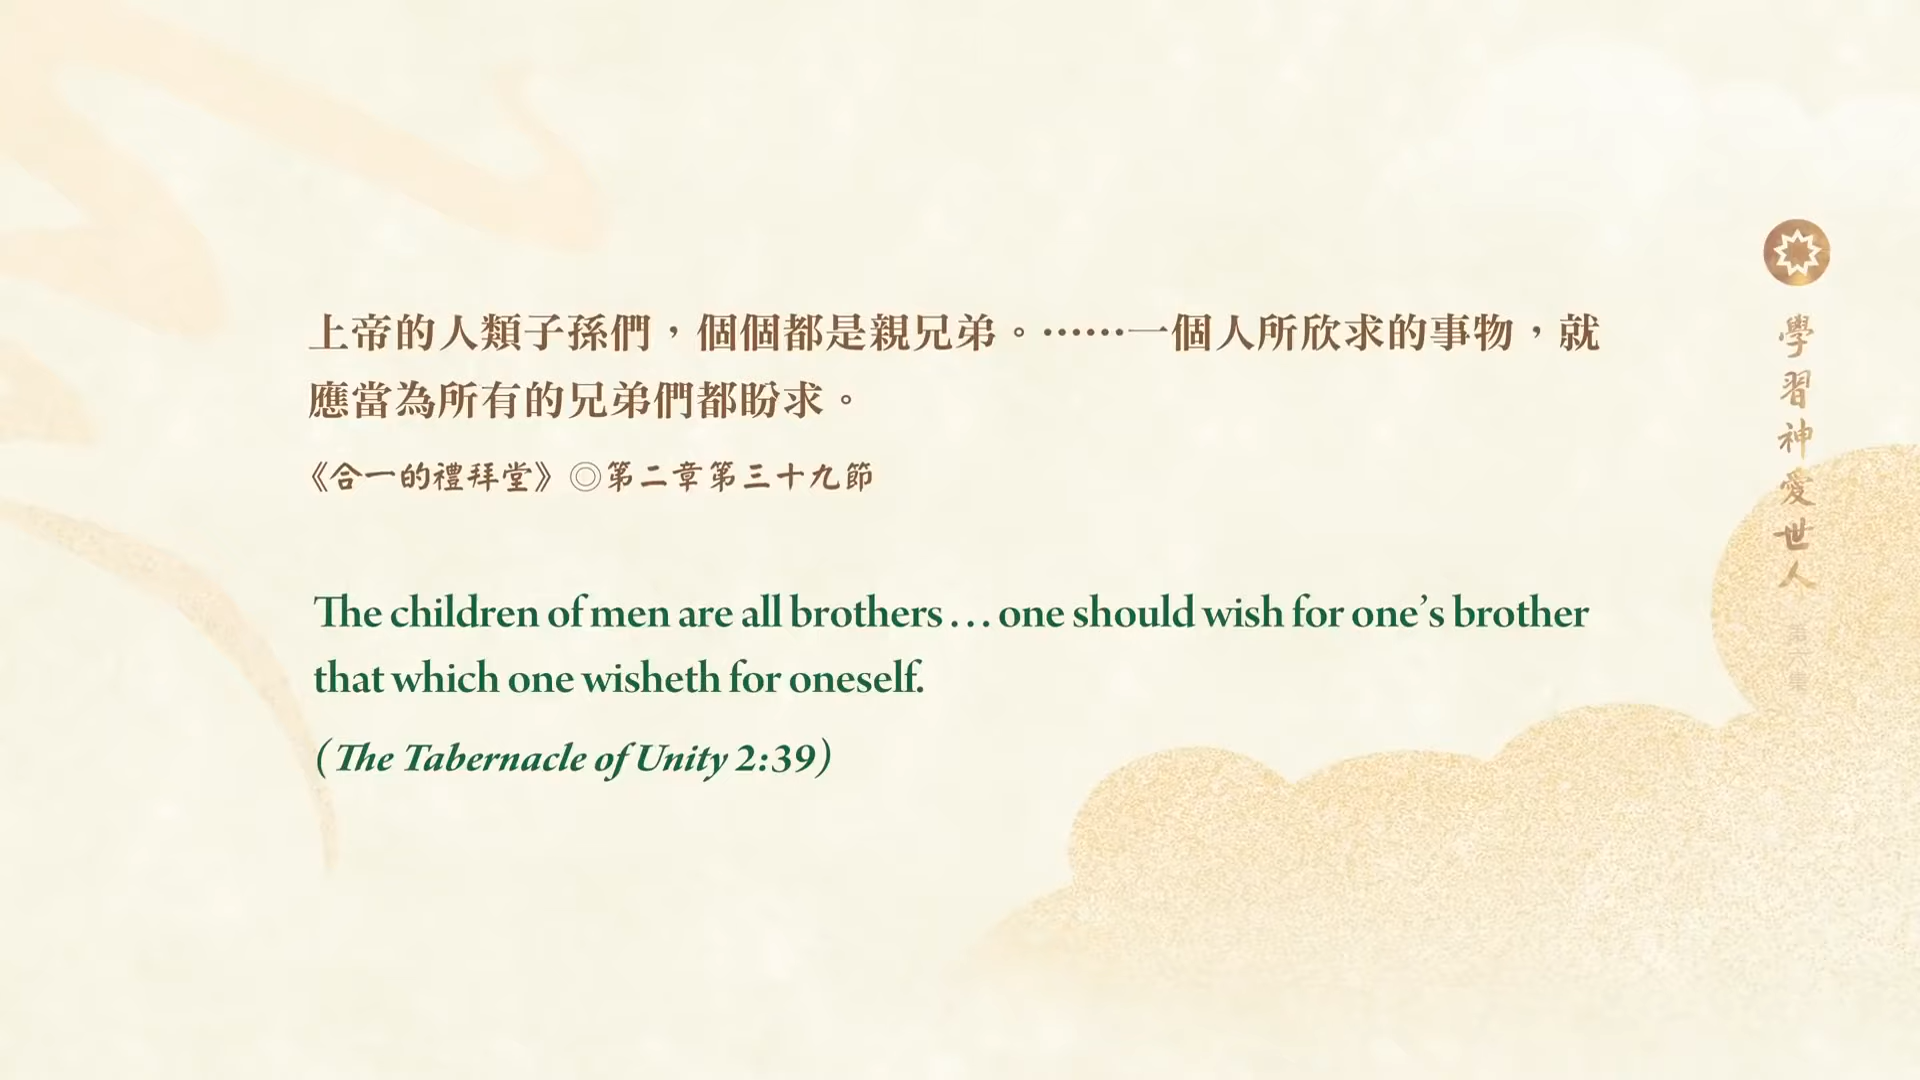 上帝的人類子孫們，個個都是親兄弟。⋯⋯一個人所欣求的事物，就
應當為所有的兄弟們都盼求。
《合一的禮拜堂》◎第二章第三十九節
The children of men are all brothers . . . one should wish for one’s brother
that which one wisheth for oneself.
(The Tabernacle of Unity 2:39)
學習神愛世人
第六集